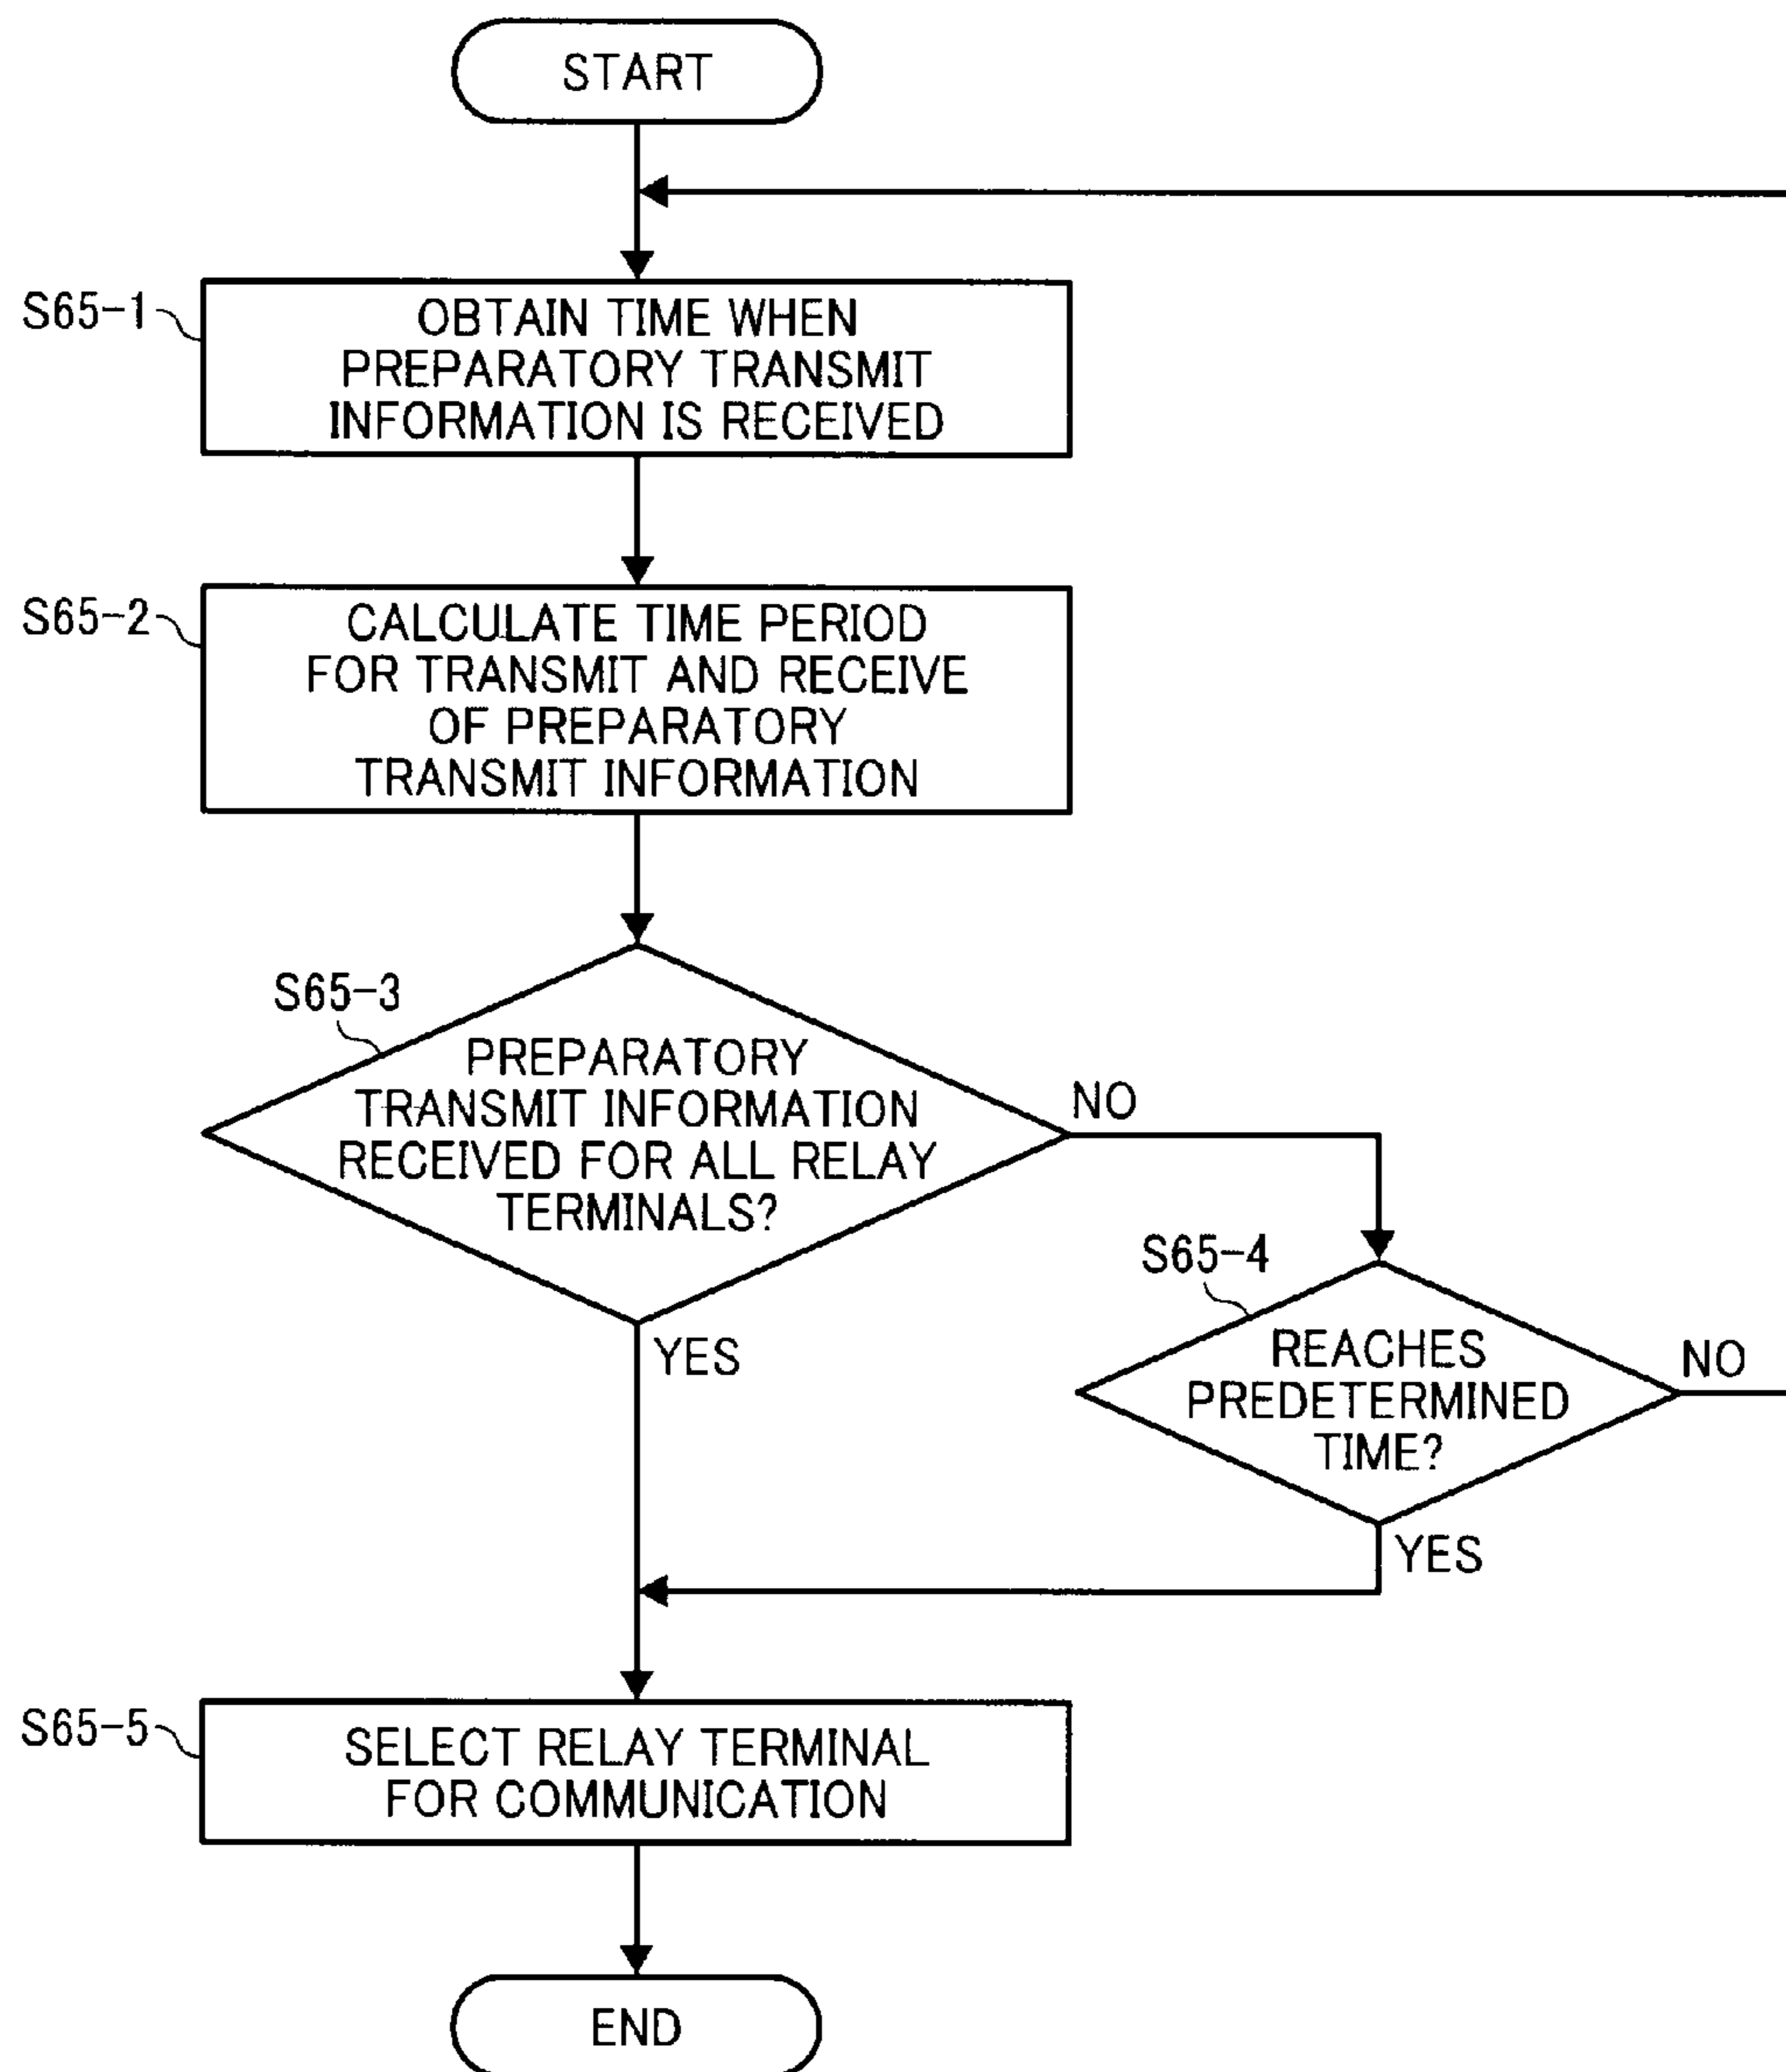 START
S65-1
OBTAIN TIME WHEN
PREPARATORY TRANSMIT
INFORMATION IS RECEIVED
S65-2
CALCULATE TIME PERIOD
FOR TRANSMIT AND RECEIVE
OF PREPARATORY
TRANSMIT INFORMATION
S65-3
PREPARATORY
TRANSMIT INFORMATION
RECEIVED FOR ALL RELAY
TERMINALS?
NO
YES
S65-4
REACHES
PREDETERMINED
TIME?
NO
YES
S65-5
SELECT RELAY TERMINAL
FOR COMMUNICATION
END